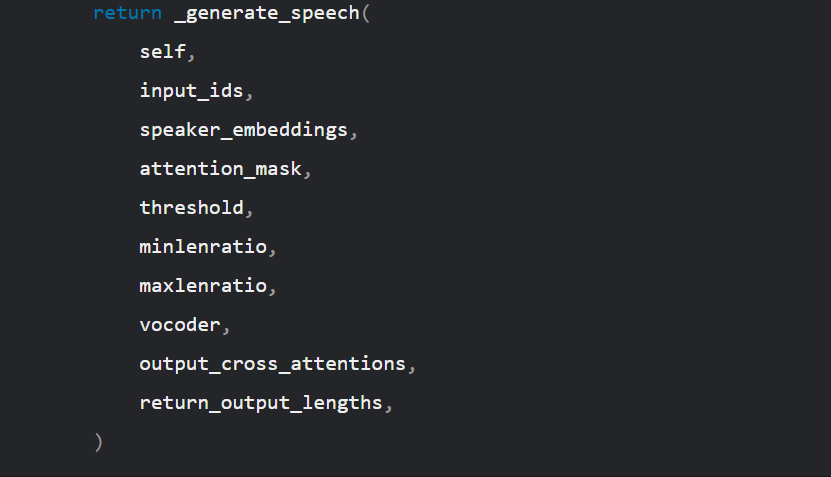 return _generate_speech(
self,
input_ids,
speaker_embeddings,
attention_mask,
threshold,
minlenratio,
maxlenratio,
vocoder,
output_cross_attentions,
return_output_lengths,
)